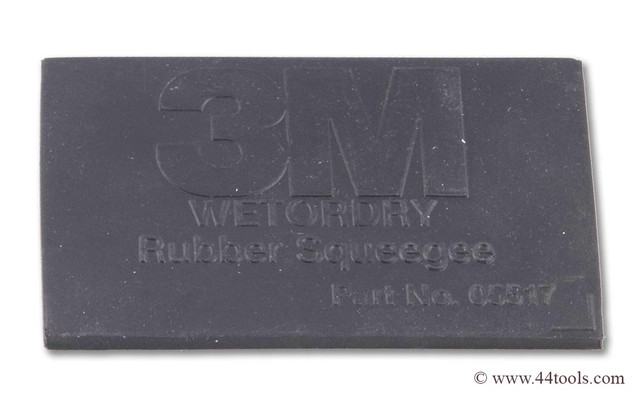 3M
WETORDRY
Rubber Squeegee
Part No. 05517
© www.44tools.com